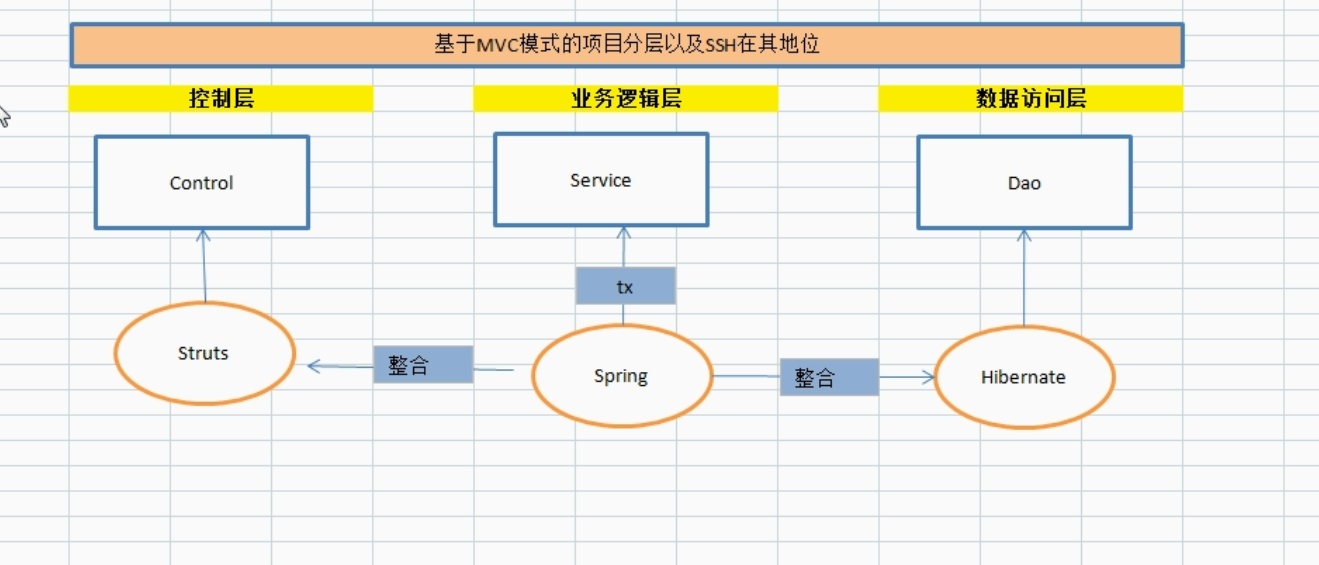 基于MVC模式的项目分层以及SSH在其地位
控制层
业务逻辑层
数据访问层
Control
Service
Dao
tx
Struts
整合
Spring
整合
Hibernate